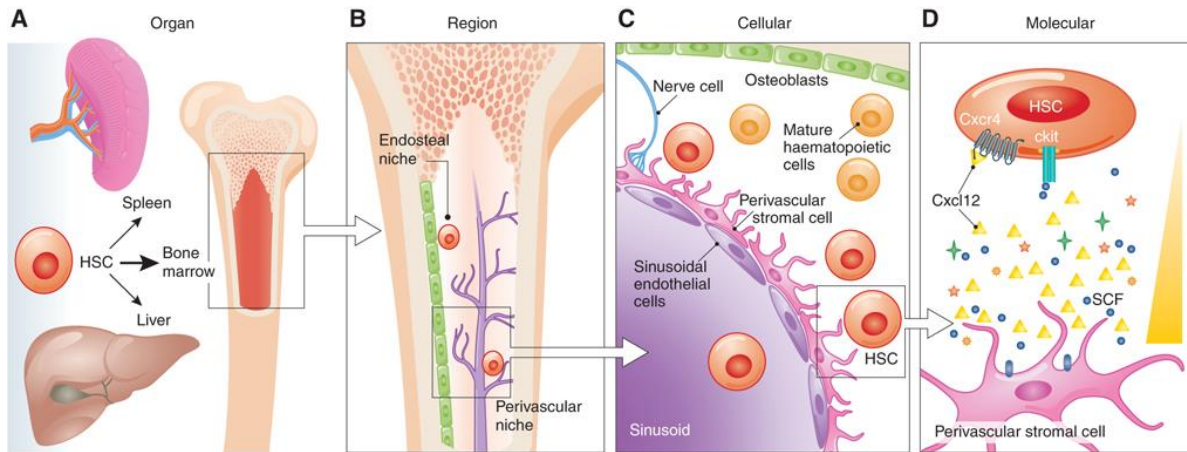 A
Organ
Spleen
HSC
Bone
marrow
Liver
B
Region
Endosteal
niche
Perivascular
niche
C
Cellular
Osteoblasts
Nerve cell
Mature
haematopoietic
cells
Perivascular
stromal cell
Sinusoidal
endothelial
cells
HSC
Sinusoid
D
Molecular
HSC
Cxcr4
ckit
Cxcl12
SCF
Perivascular stromal cell